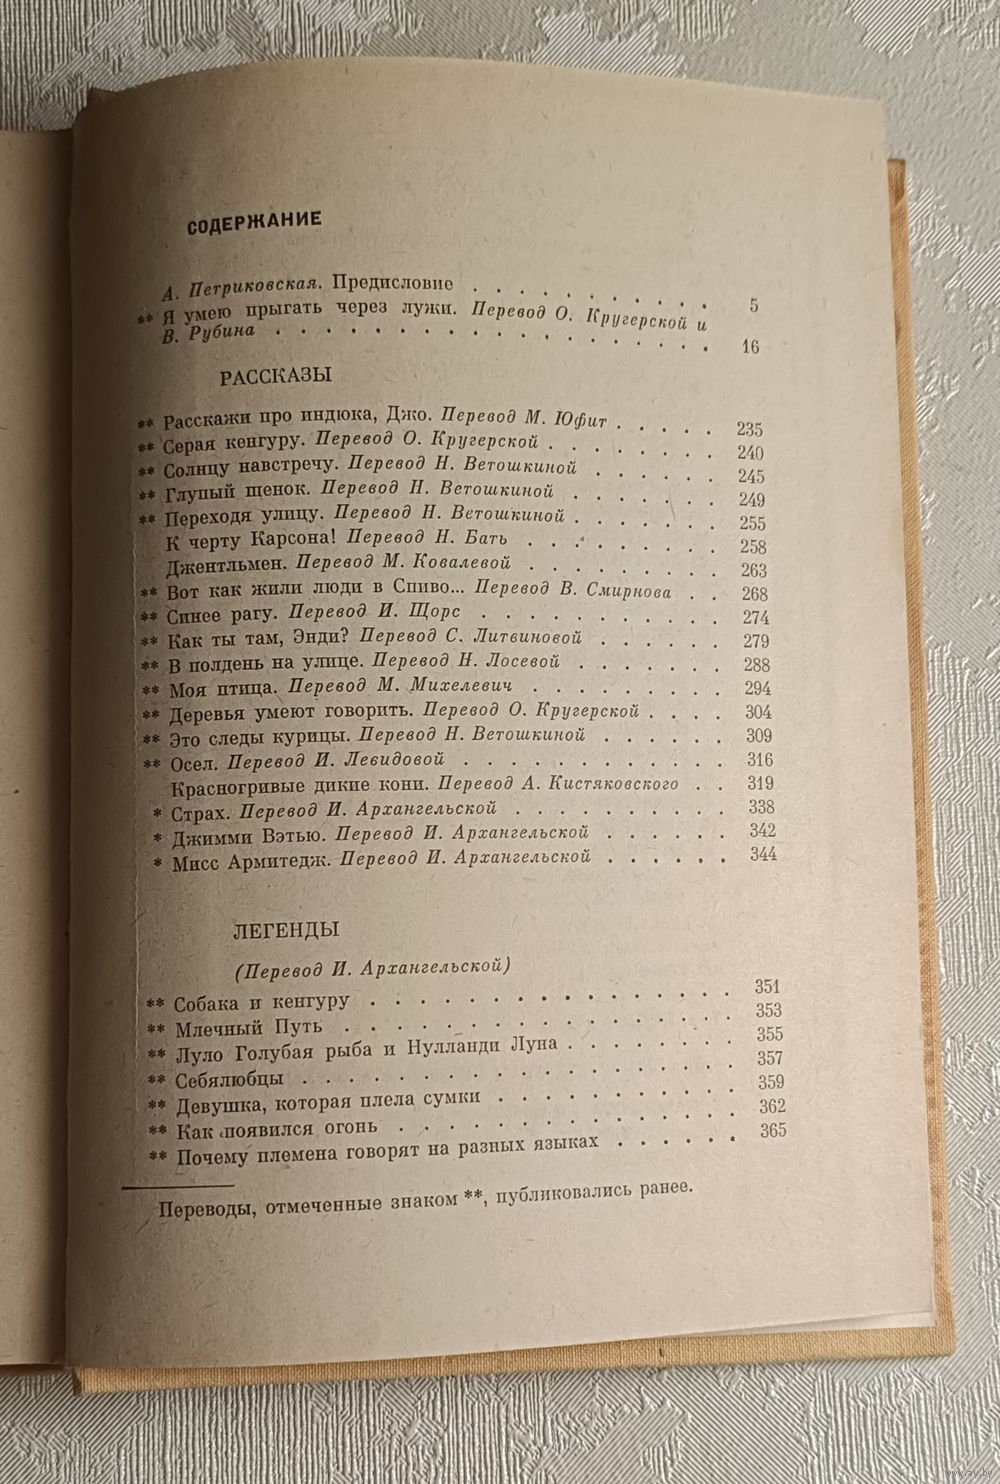 СОДЕРЖАНИЕ
А. Петриковская. Предисловие . . . . . . . . . . 5
** Я умею прыгать через лужи. Перевод О. Кругерской и
В. Рубина . . . . . . . . . . . . . . . . . 16
РАССКАЗЫ
** Расскажи про индюка, Джо. Перевод М. Юфит . . . . . 235
** Серая кенгуру. Перевод О. Кругерской . . . . . . . . 240
** Солнцу навстречу. Перевод Н. Ветошкиной . . . . . . 245
** Глупый щенок. Перевод Н. Ветошкиной . . . . . . . 249
** Переходя улицу. Перевод Н. Ветошкиной . . . . . . . 255
К черту Карсона! Перевод Н. Бать . . . . . . . . . 258
Джентльмен. Перевод М. Ковалевой . . . . . . . . . 263
** Вот как жили люди в Спиво... Перевод В. Смирнова . . 268
** Синее рагу. Перевод И. Щорс . . . . . . . . . . . 274
** Как ты там, Энди? Перевод С. Литвиновой . . . . . . 279
** В полдень на улице. Перевод Н. Лосевой . . . . . . . 288
** Моя птица. Перевод М. Михелевич . . . . . . . . . 294
** Деревья умеют говорить. Перевод О. Кругерской . . . . 304
** Это следы курицы. Перевод Н. Ветошкиной . . . . . . 309
** Осел. Перевод И. Левидовой . . . . . . . . . . . . 316
Красногривые дикие кони. Перевод А. Кистяковского . . 319
* Страх. Перевод И. Архангельской . . . . . . . . . . 338
* Джимми Вэтью. Перевод И. Архангельской . . . . . . 342
* Мисс Армитедж. Перевод И. Архангельской . . . . . . 344
ЛЕГЕНДЫ
(Перевод И. Архангельской)
** Собака и кенгуру . . . . . . . . . . . . . . . . 351
** Млечный Путь . . . . . . . . . . . . . . . . . 353
** Луло Голубая рыба и Нулланди Луна . . . . . . . . 355
** Себялюбцы . . . . . . . . . . . . . . . . . . . 357
** Девушка, которая плела сумки . . . . . . . . . . 359
** Как появился огонь . . . . . . . . . . . . . . . 362
** Почему племена говорят на разных языках . . . . . . 365
Переводы, отмеченные знаком **, публиковались ранее.
www.ay.by